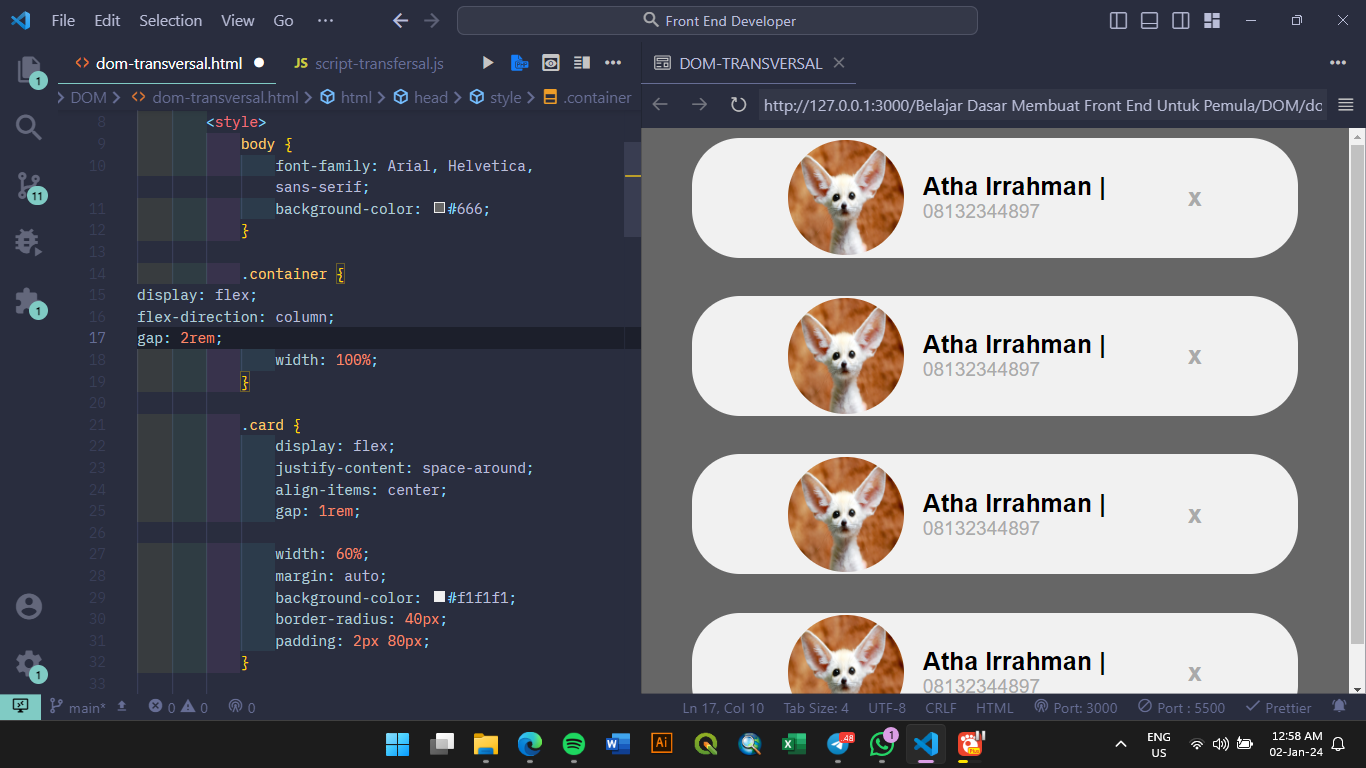 File Edit Selection View Go ··· Front End Developer
dom-transversal.html JS script-transfersal.js DOM-TRANSVERSAL
DOM > dom-transversal.html > html > head > style > .container
http://127.0.0.1:3000/Belajar Dasar Membuat Front End Untuk Pemula/DOM/do
8 <style>
9 body {
10 font-family: Arial, Helvetica,
sans-serif;
11 background-color: #666;
12 }
13
14 .container {
15 display: flex;
16 flex-direction: column;
17 gap: 2rem;
18 width: 100%;
19 }
20
21 .card {
22 display: flex;
23 justify-content: space-around;
24 align-items: center;
25 gap: 1rem;
26
27 width: 60%;
28 margin: auto;
29 background-color: #f1f1f1;
30 border-radius: 40px;
31 padding: 2px 80px;
32 }
33
1
11
1
1
Atha Irrahman | x
08132344897
Atha Irrahman | x
08132344897
Atha Irrahman | x
08132344897
Atha Irrahman | x
08132344897
main* 0 0 0 Ln 17, Col 10 Tab Size: 4 UTF-8 CRLF HTML Port: 3000 Port : 5500 Prettier
W Ai X .48 1
ENG
US
12:58 AM
02-Jan-24